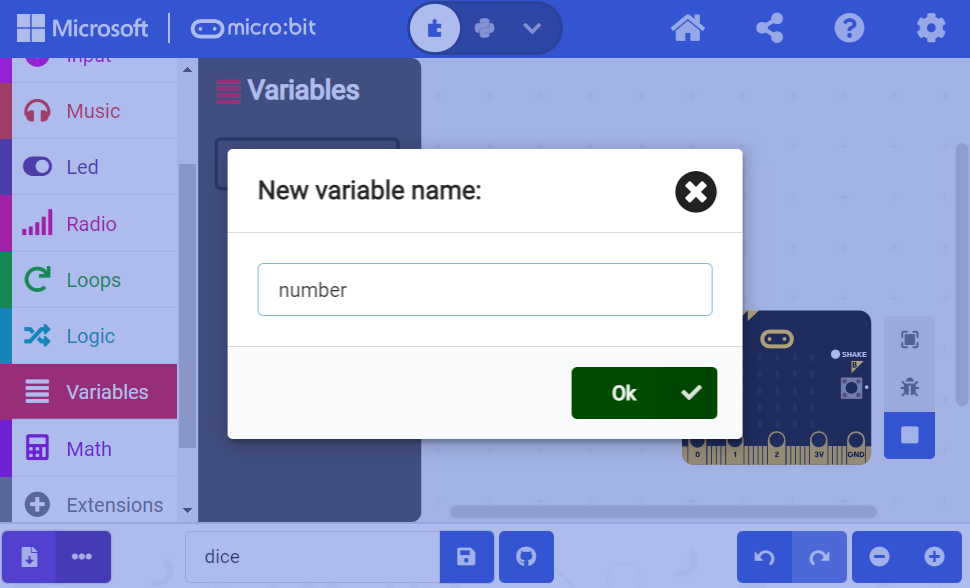 Microsoft
micro:bit
Input
Music
Led
Radio
Loops
Logic
Variables
Math
Extensions
Variables
New variable name:
number
Ok
SHAKE
B
0 1 2 3V GND
dice